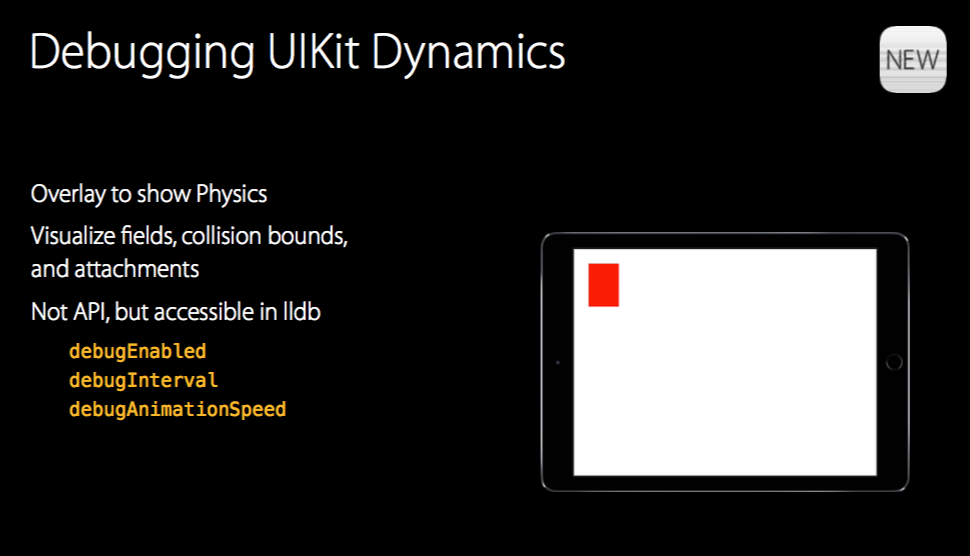 Debugging UIKit Dynamics
NEW
Overlay to show Physics
Visualize fields, collision bounds,
and attachments
Not API, but accessible in lldb
debugEnabled
debugInterval
debugAnimationSpeed